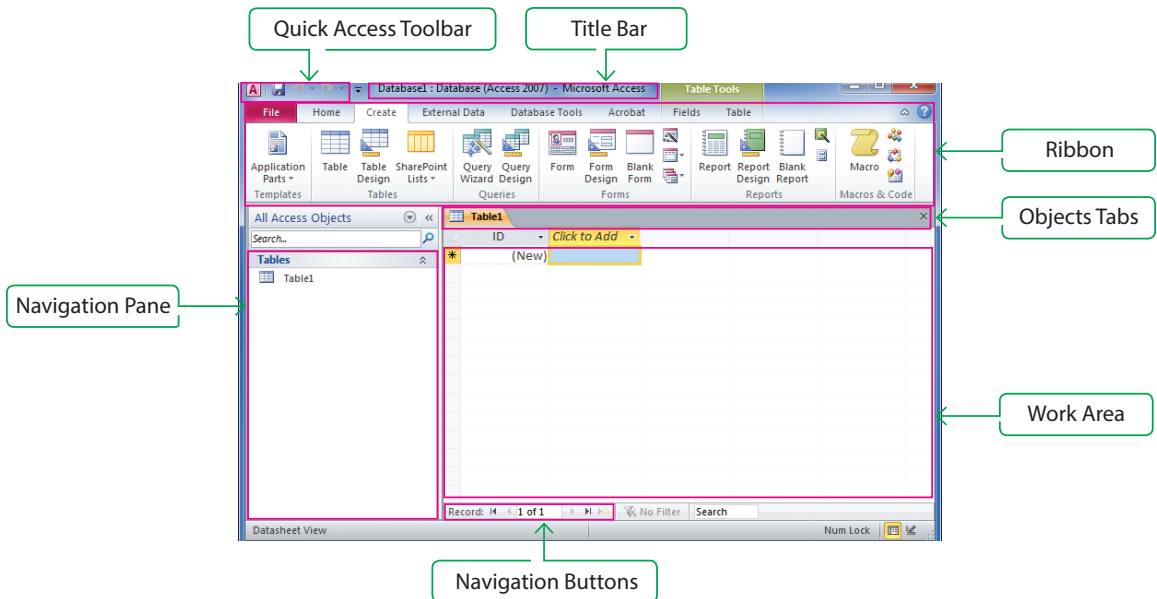 Quick Access Toolbar
Title Bar
A
Database1 : Database (Access 2007) - Microsoft Access
Table Tools
File Home Create External Data Database Tools Acrobat Fields Table
?
Ribbon
Application Parts
Table
Table Design
SharePoint Lists
Query Wizard
Query Design
Form
Form Design
Blank Form
Report
Report Design
Blank Report
Macro
Templates Tables Queries Forms Reports Macros & Code
All Access Objects
«
Table1
×
Objects Tabs
Search...
ID Click to Add
Tables
* (New)
Table1
Navigation Pane
Work Area
Record: 1 of 1 No Filter Search
Datasheet View
Num Lock
Navigation Buttons